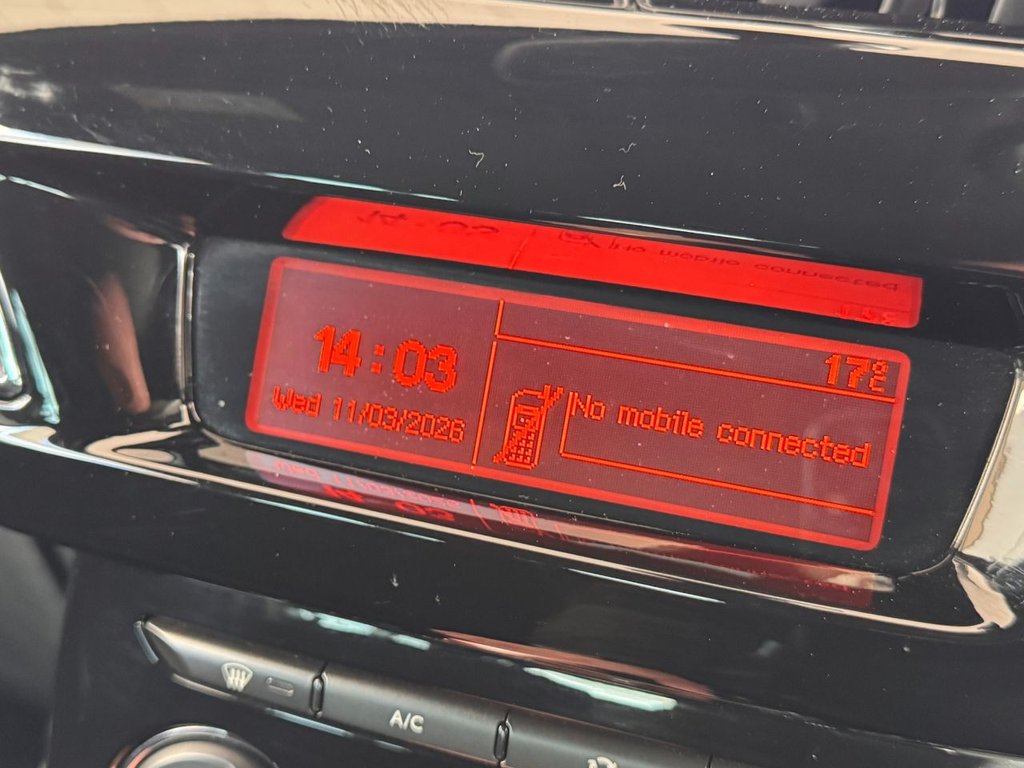 14:03
Wed 11/03/2026
17°C
No mobile connected
A/C